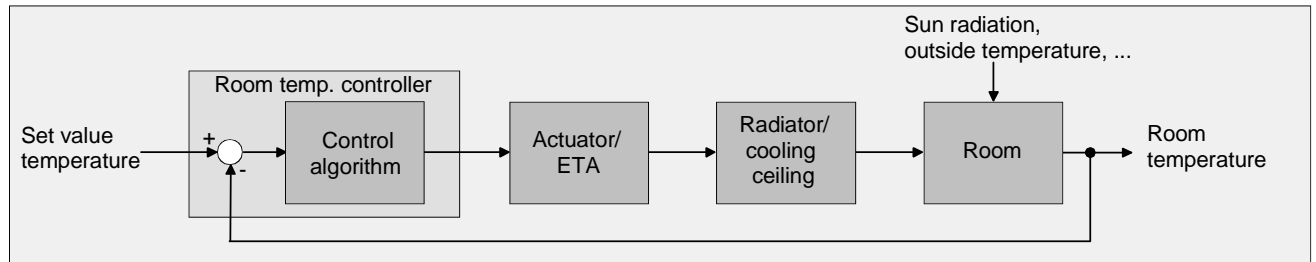 Sun radiation,
outside temperature, ...
Room temp. controller
Set value
temperature
+
-
Control
algorithm
Actuator/
ETA
Radiator/
cooling
ceiling
Room
Room
temperature